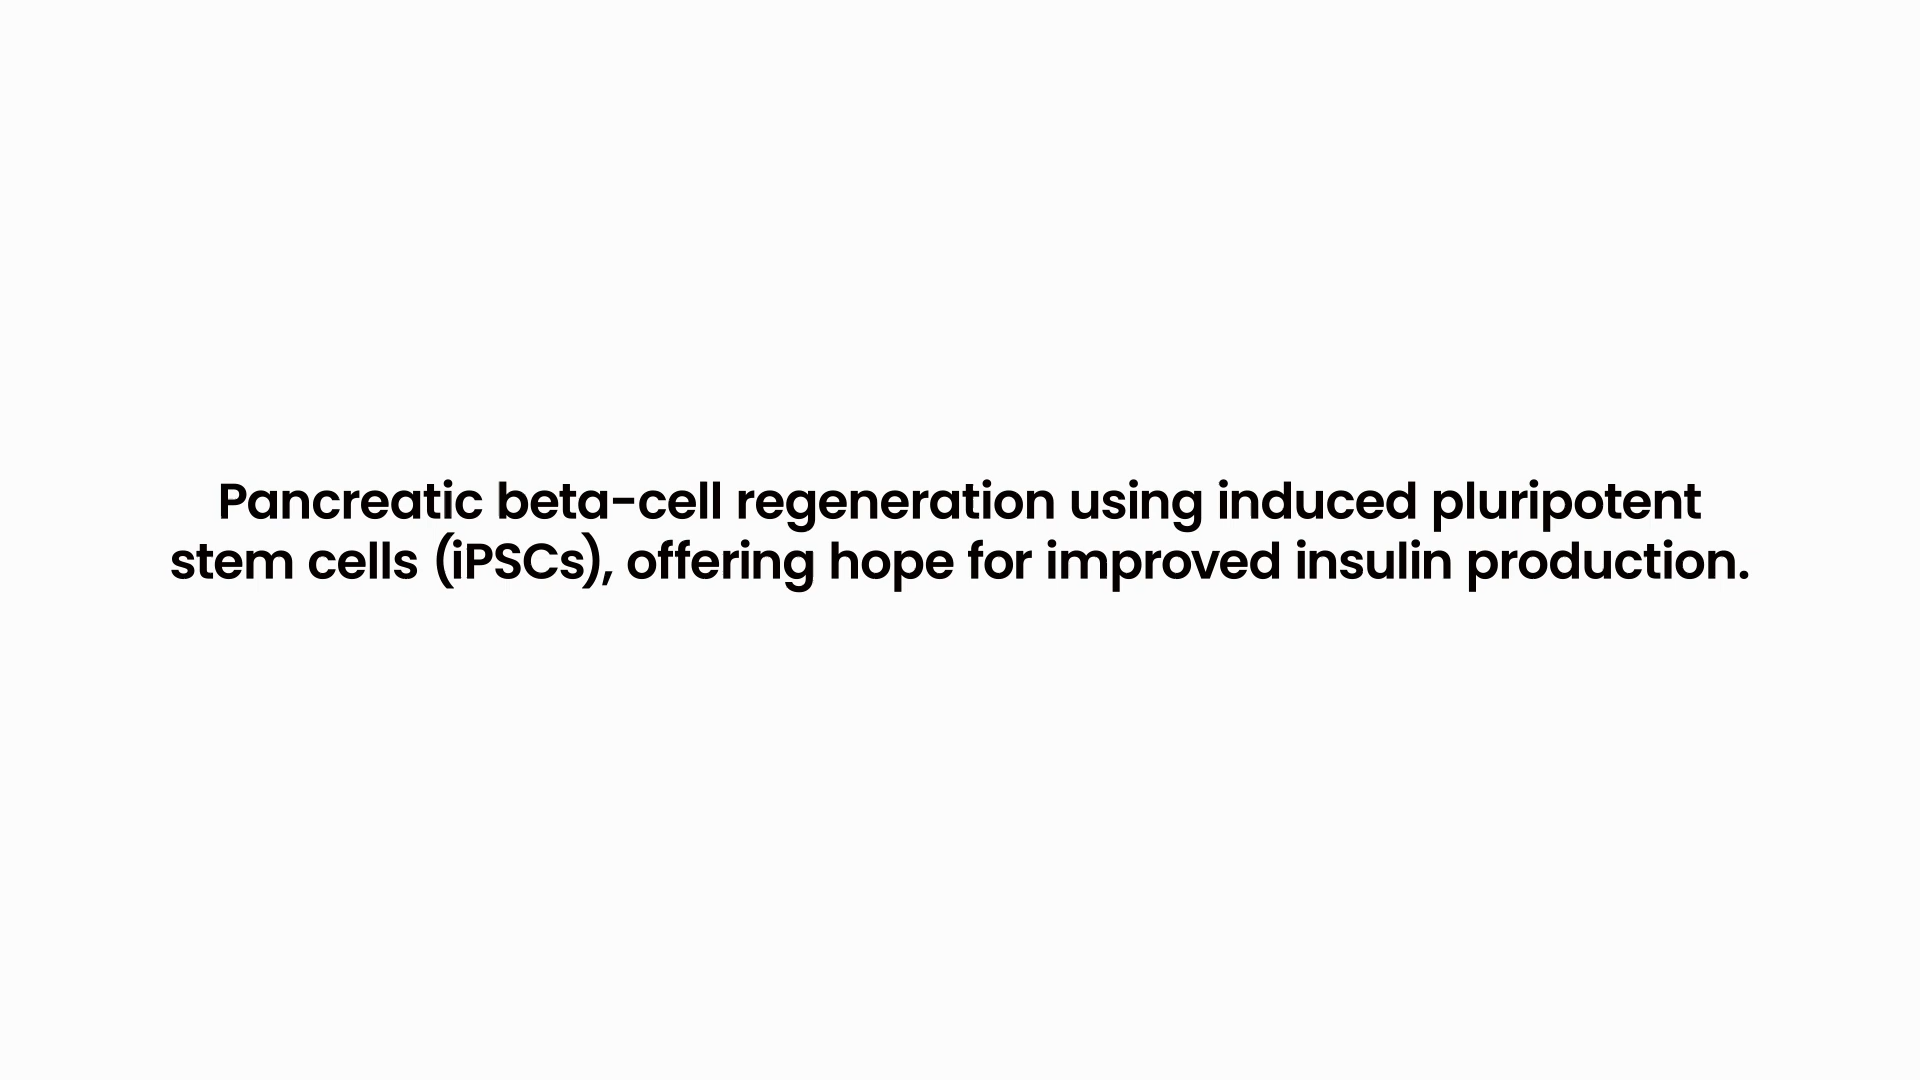 Pancreatic beta-cell regeneration using induced pluripotent
stem cells (iPSCs), offering hope for improved insulin production.